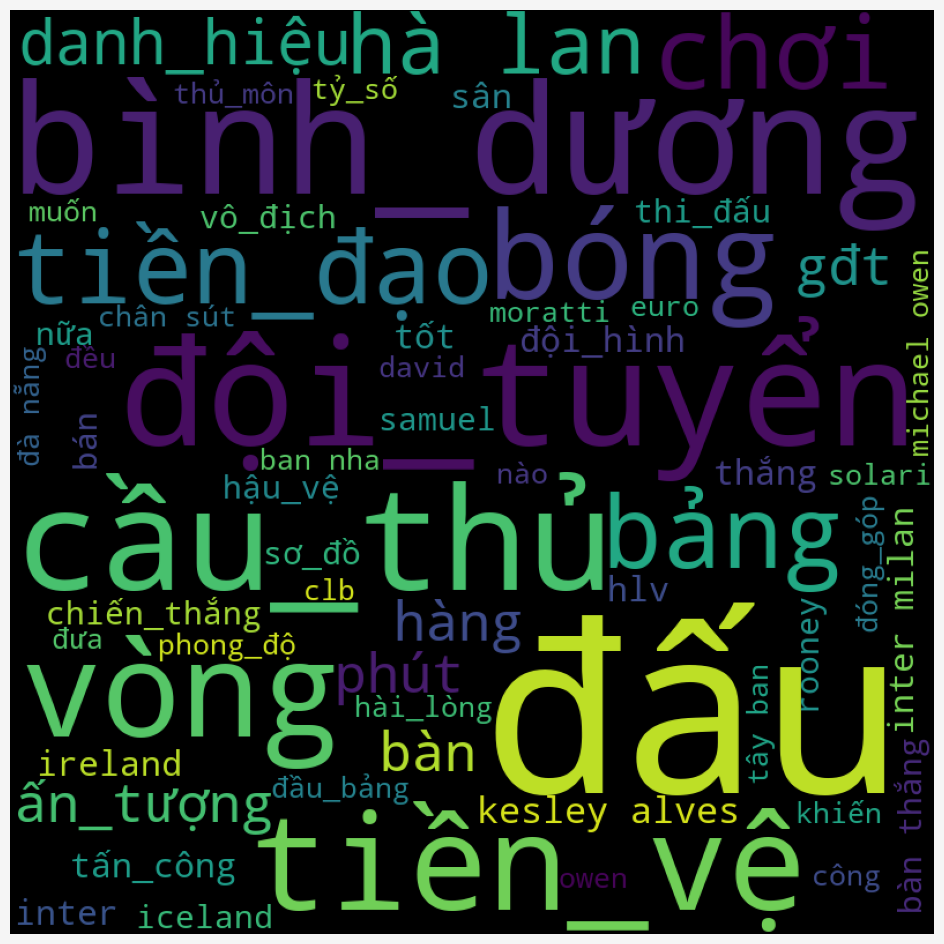 danh_hiệu hà lan chơi
thủ_môn tỷ_số sân
bình_dương
muốn vô_địch thi_đấu
tiền_đạo bóng gđt
chân sút moratti euro
nữa tốt đội_hình
michael owen
đều david
đội_tuyển
đà nẵng
bán
samuel
ban nha nào thắng solari
hậu_vệ
cầu_thủ bảng
sơ_đồ
clb hlv
đóng_góp
inter milan
chiến_thắng hàng
đưa phong_độ
rooney
vòng phút
hài_lòng
đấu
tây ban
ireland bàn
đầu_bảng
ấn_tượng kesley alves khiến
bàn thắng
tiền_vệ
tấn_công owen công
inter iceland